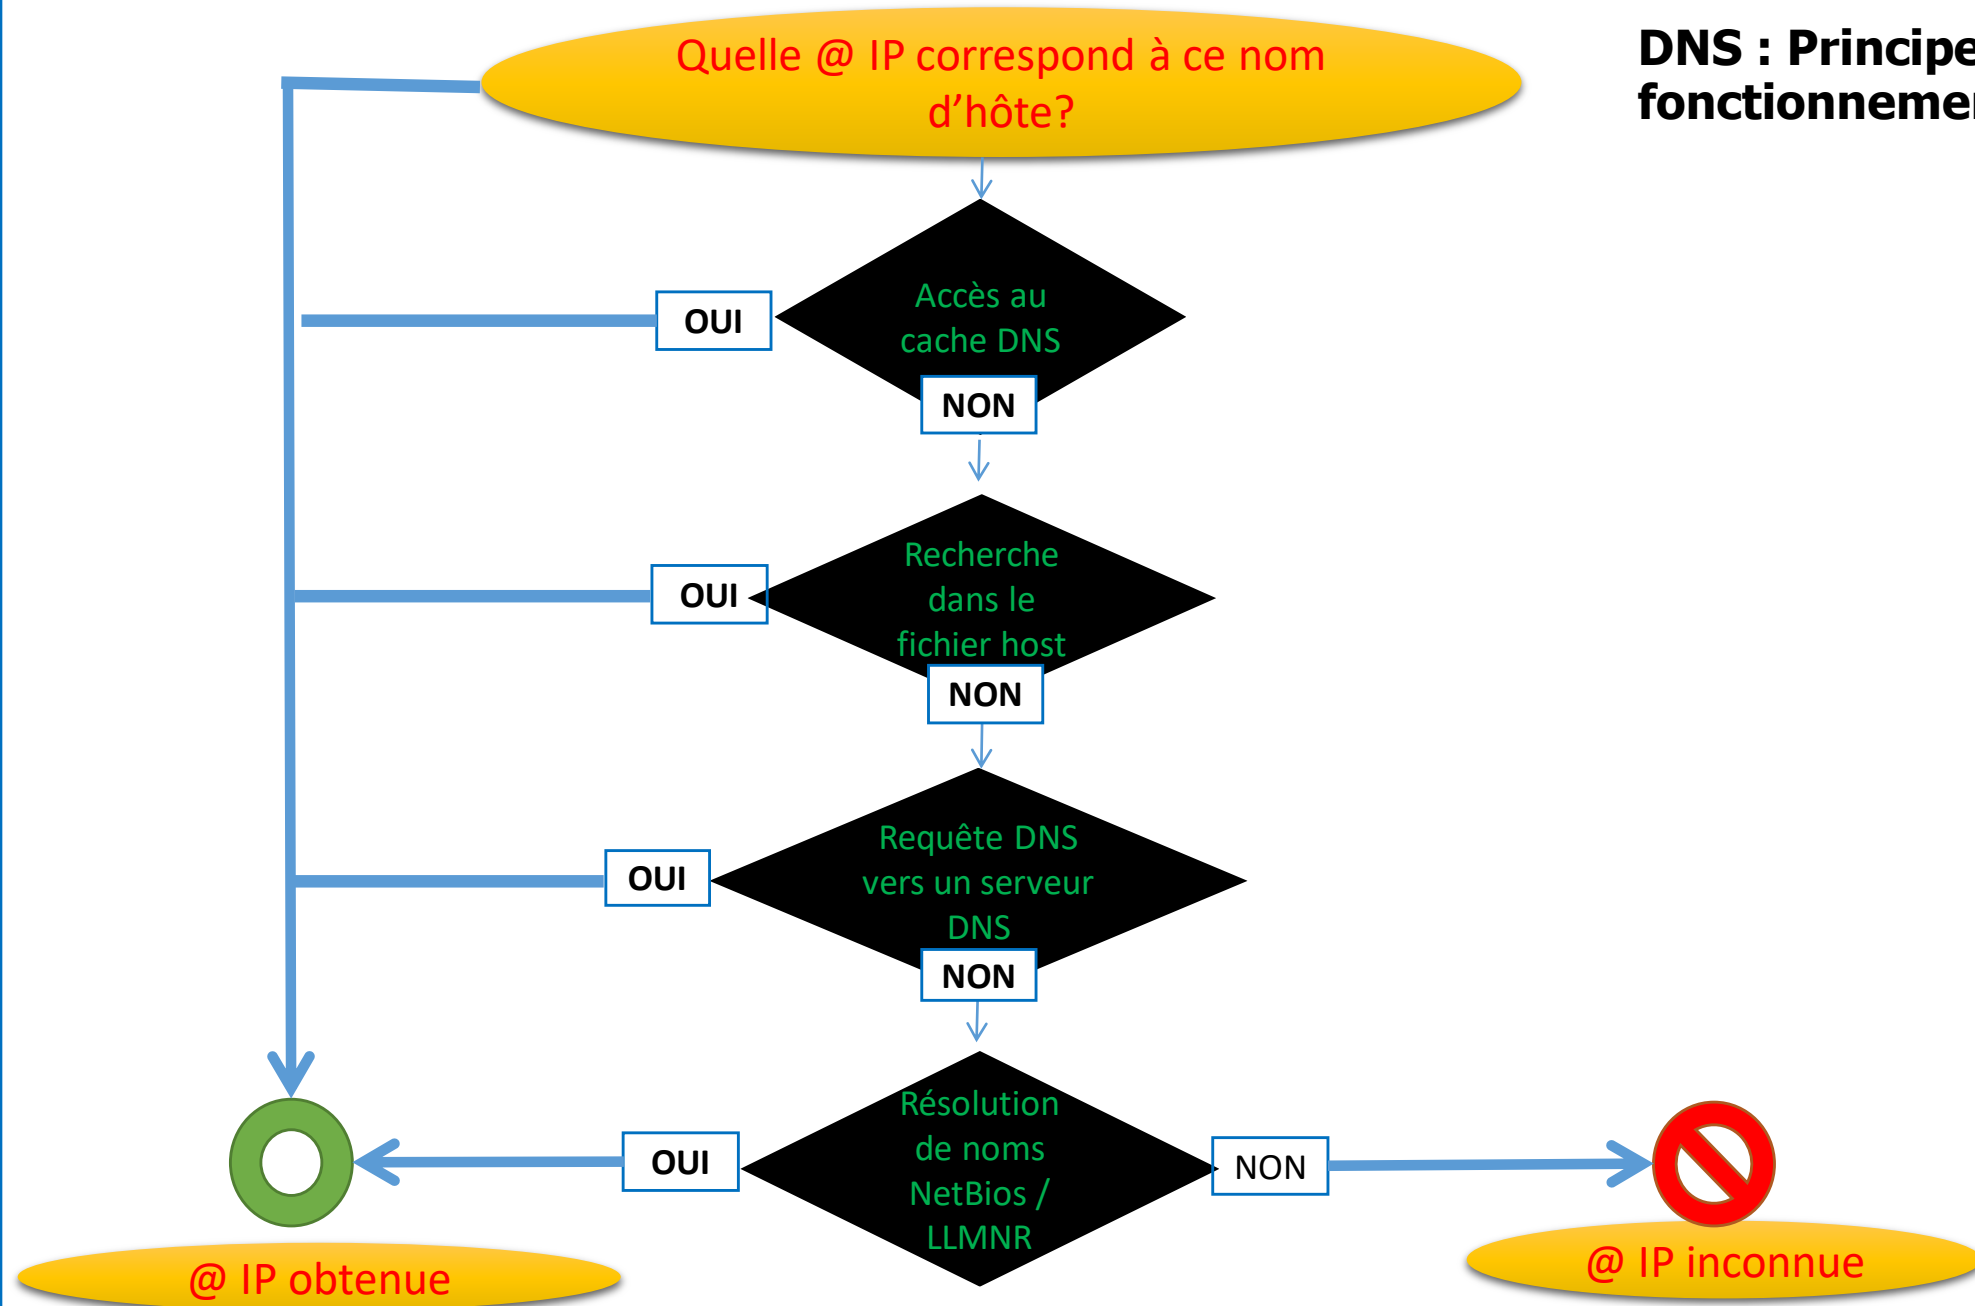 Quelle @ IP correspond à ce nom
d’hôte?
DNS : Principe
fonctionnemen
Accès au
cache DNS
OUI
NON
Recherche
dans le
fichier host
OUI
NON
Requête DNS
vers un serveur
DNS
OUI
NON
Résolution
de noms
NetBios /
LLMNR
OUI
NON
@ IP obtenue
@ IP inconnue